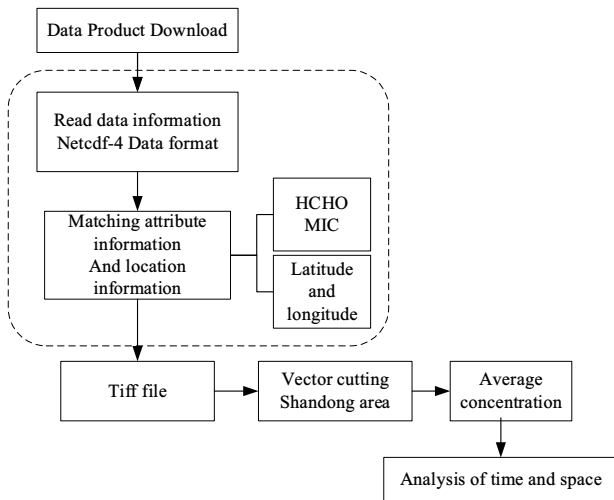 Data Product Download
Read data information
Netcdf-4 Data format
Matching attribute
information
And location
information
HCHO
MIC
Latitude
and
longitude
Tiff file
Vector cutting
Shandong area
Average
concentration
Analysis of time and space